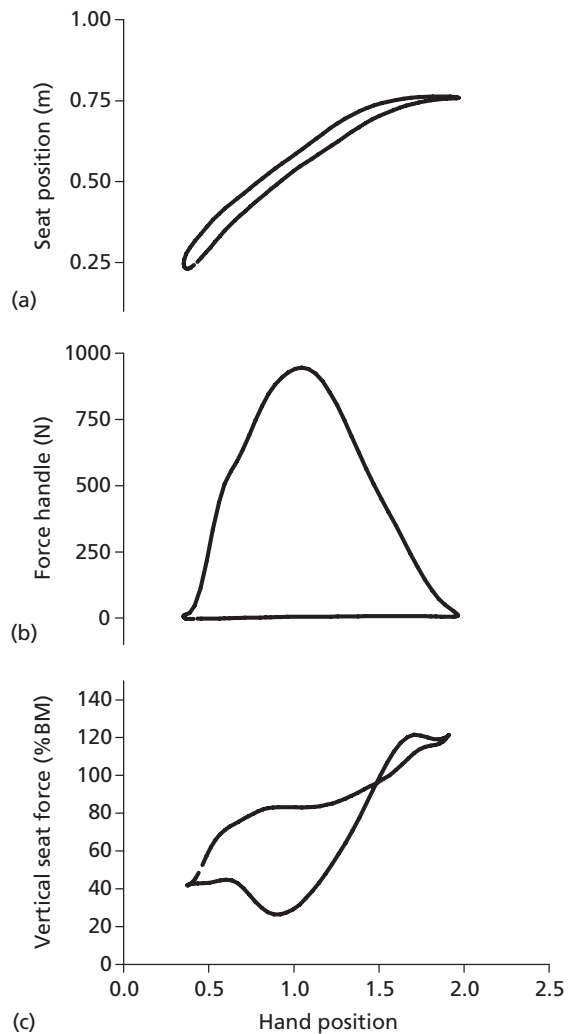 1.00
0.75
0.50
0.25
Seat position (m)
(a)
1000
750
500
250
0
Force handle (N)
(b)
140
120
100
80
60
40
20
0
Vertical seat force (%BM)
0.0 0.5 1.0 1.5 2.0 2.5
(c) Hand position